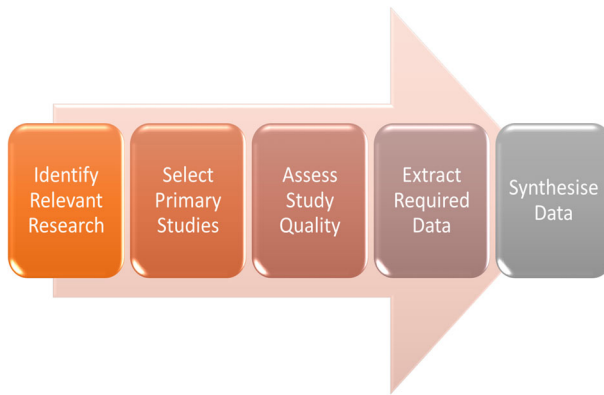 Identify
Relevant
Research
Select
Primary
Studies
Assess
Study
Quality
Extract
Required
Data
Synthesise
Data